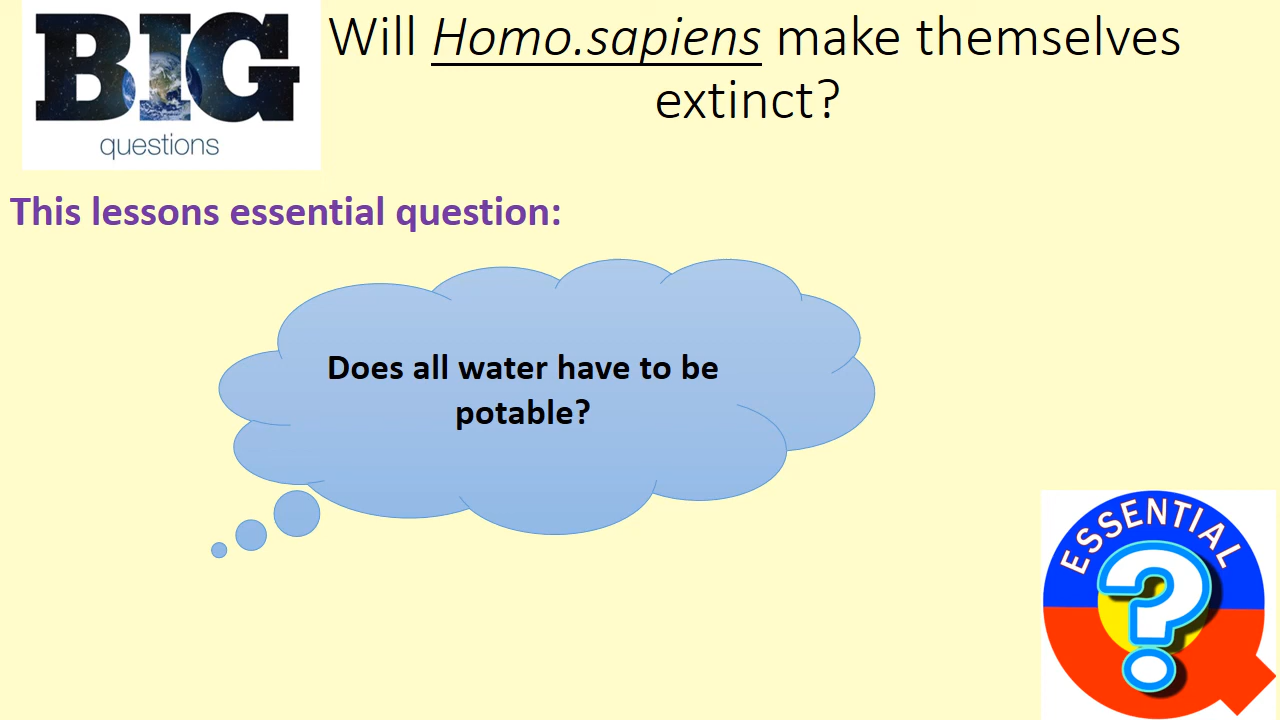 BIG
questions
Will Homo.sapiens make themselves
extinct?
This lessons essential question:
Does all water have to be
potable?
ESSENTIAL
?